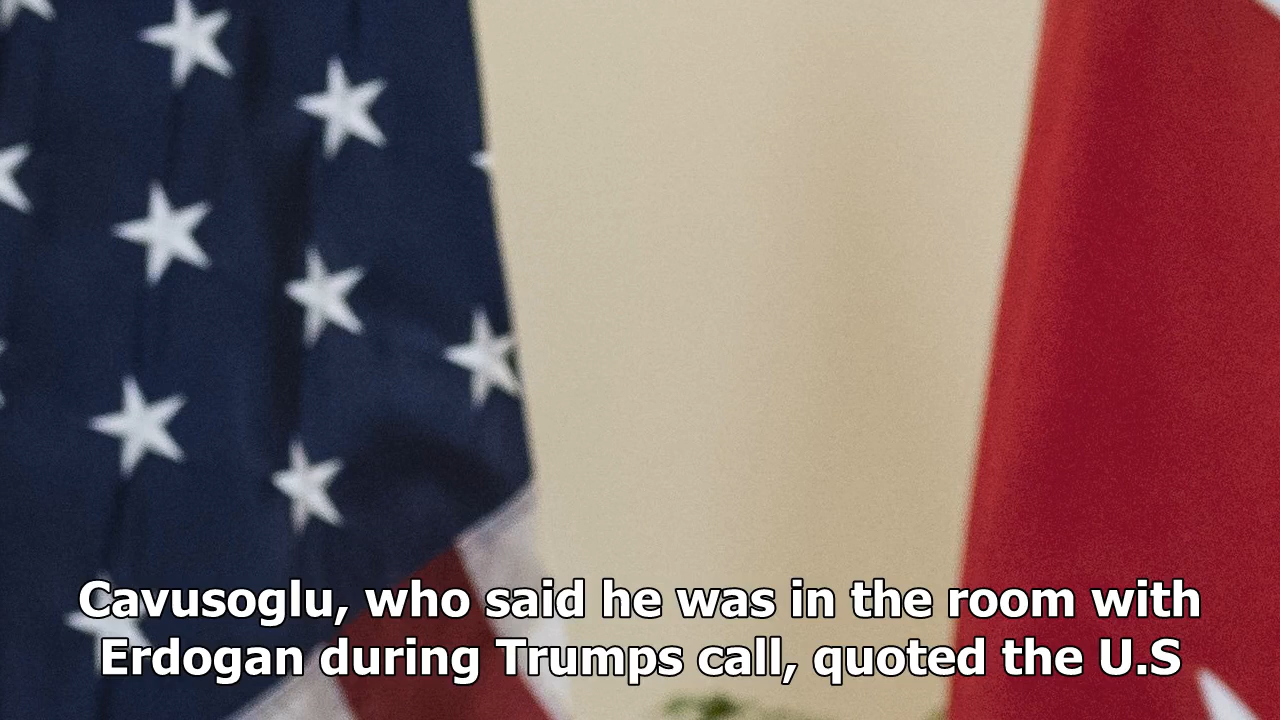 Cavusoglu, who said he was in the room with
Erdogan during Trumps call, quoted the U.S